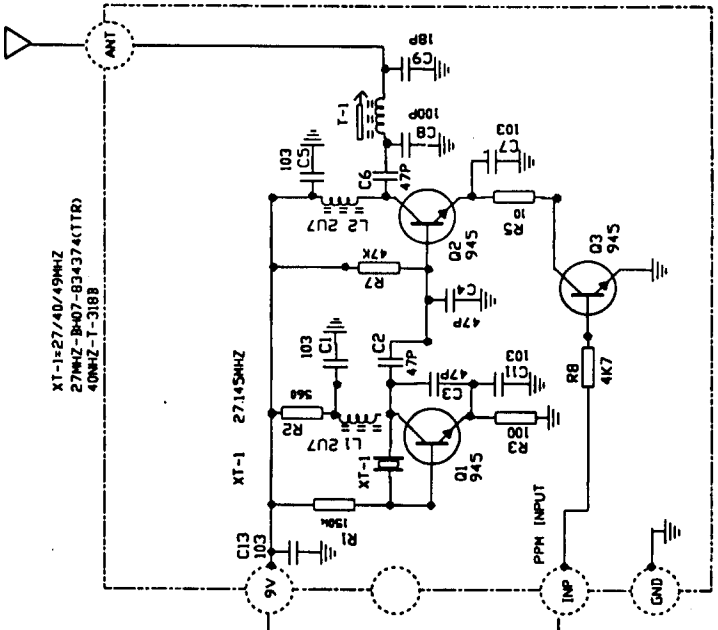 ANT
18P
C9
T-1
100P
C8
103
C5
C6
47P
103
C7
XT-1=27/40/49MHZ
27MHZ-BH07-834374(TTR)
40MHZ-T-318B
L2 2U7
Q2
945
10
R5
Q3
945
47K
R7
C4
47P
103
C1
C2
47P
XT-1
27.145MHZ
560
R2
L1 2U7
XT-1
C3
47P
C11
103
Q1
945
100
R3
R8
4K7
150k
R1
C13
103
PPM INPUT
9V
INP
GND